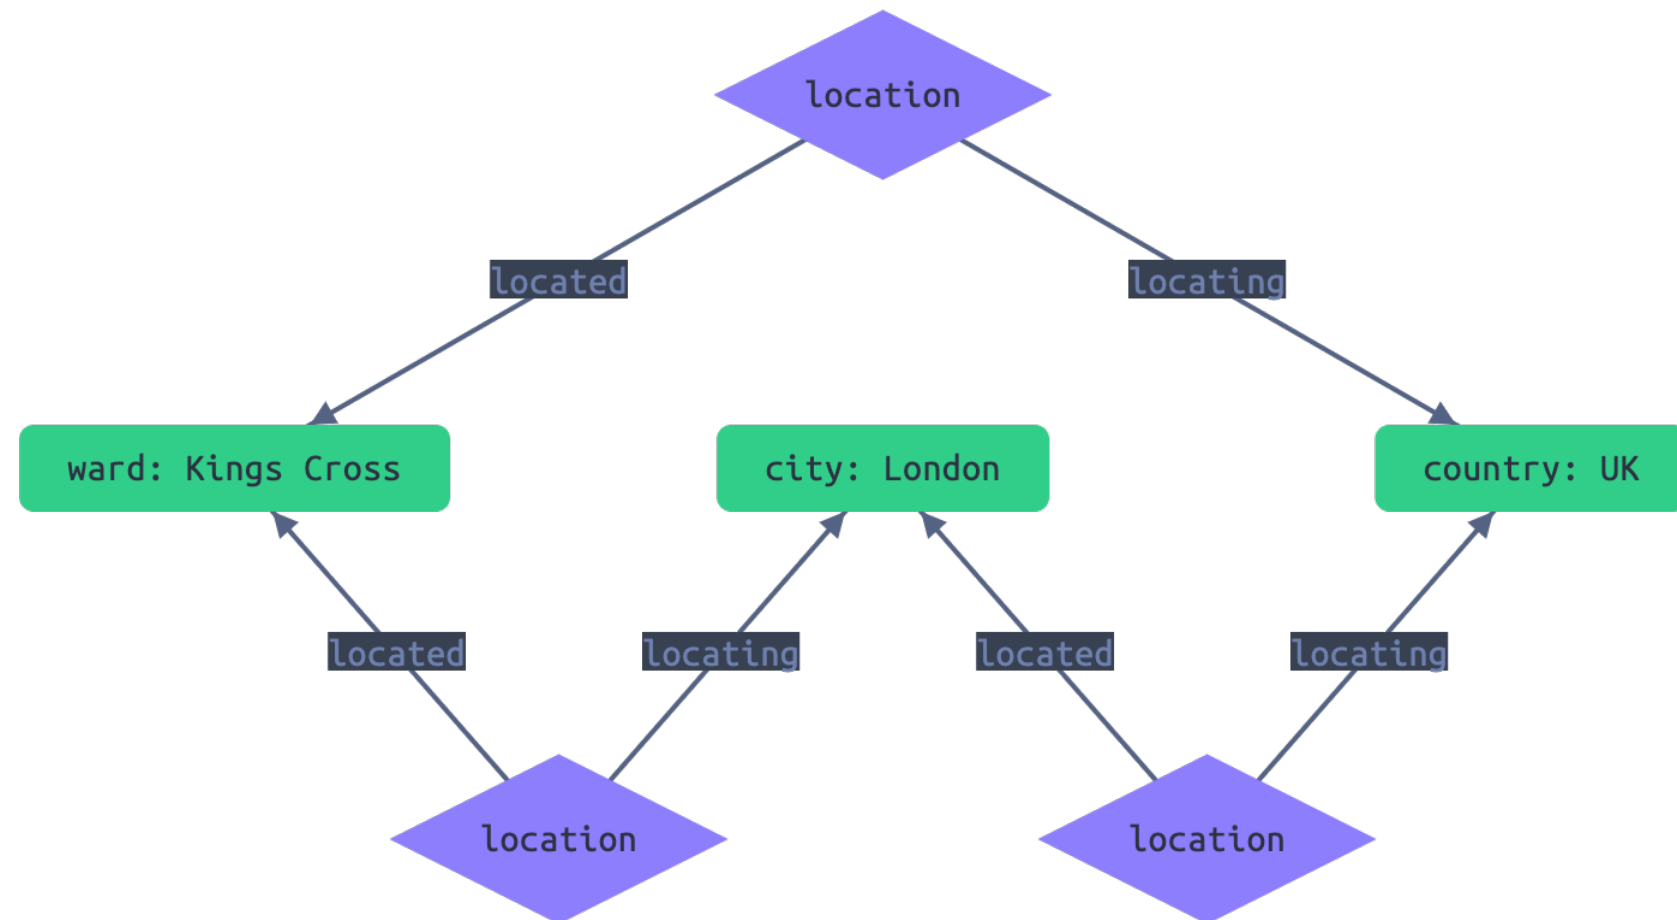 location
located
locating
ward: Kings Cross
city: London
country: UK
located
locating
located
locating
location
location